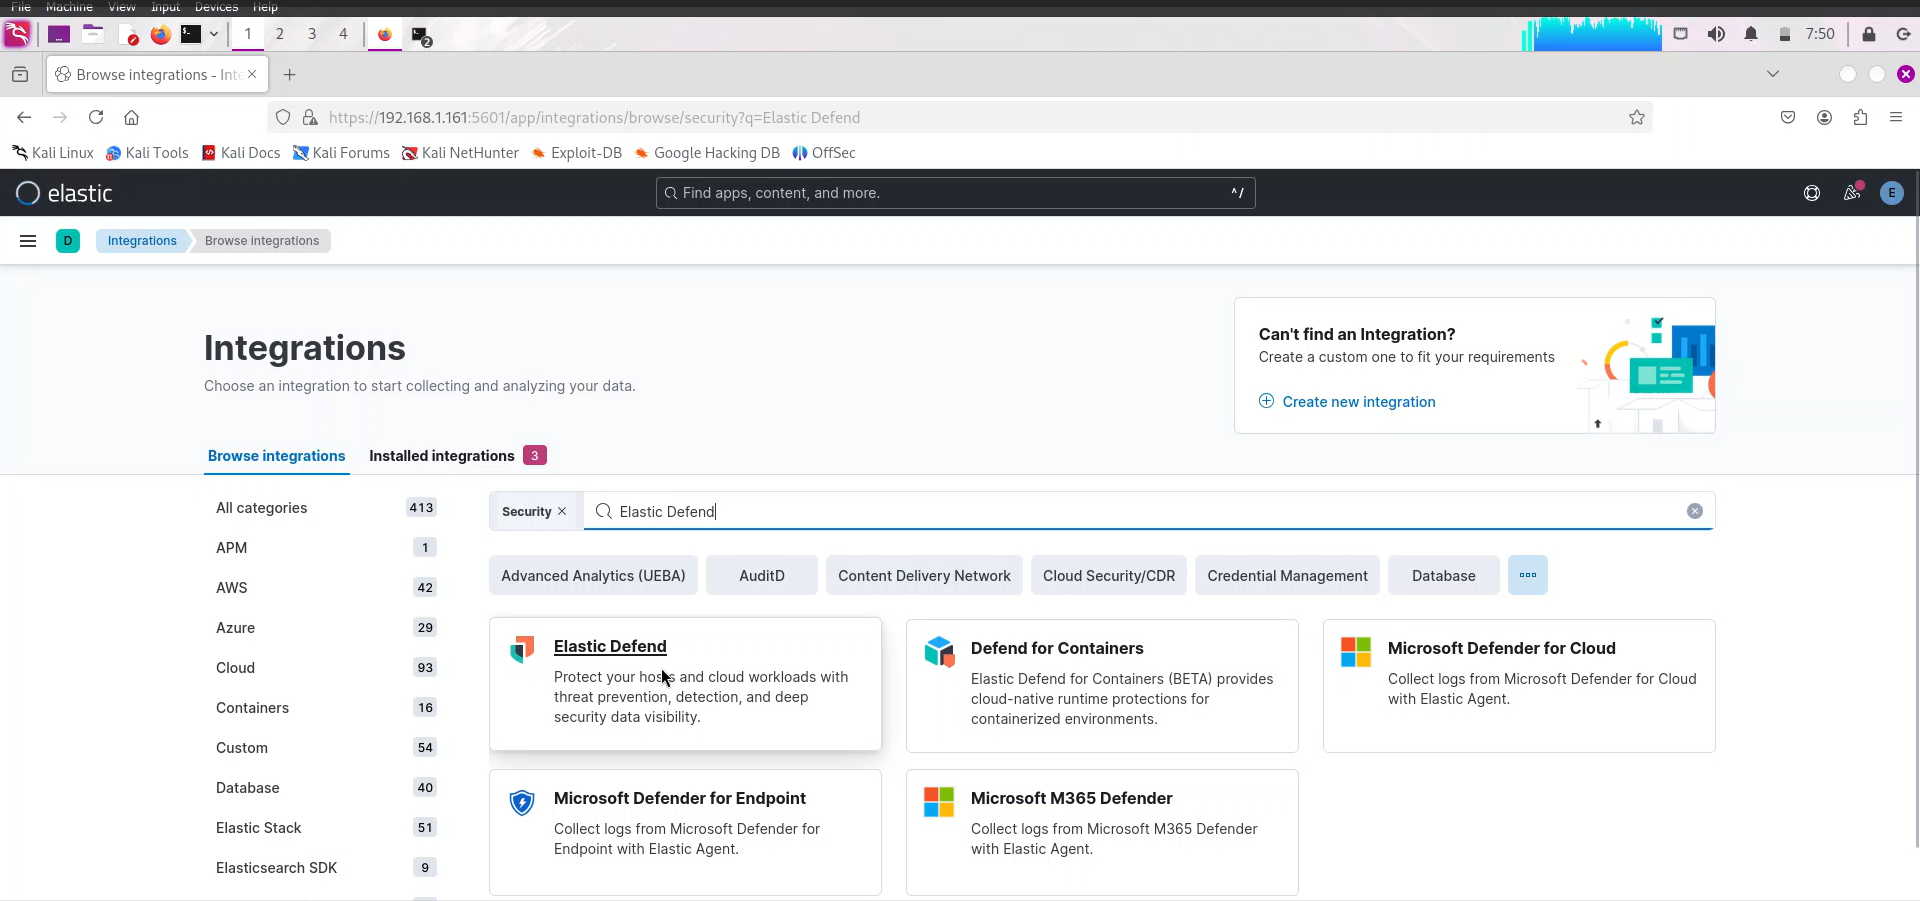 File Machine View Input Devices Help
1 2 3 4 2 7:50
Browse integrations - Inte
https://192.168.1.161:5601/app/integrations/browse/security?q=Elastic Defend
Kali Linux Kali Tools Kali Docs Kali Forums Kali NetHunter Exploit-DB Google Hacking DB OffSec
elastic Find apps, content, and more. ^/ E
D Integrations Browse integrations
Can't find an Integration?
Create a custom one to fit your requirements
Create new integration
Integrations
Choose an integration to start collecting and analyzing your data.
Browse integrations Installed integrations 3
All categories 413
APM 1
AWS 42
Azure 29
Cloud 93
Containers 16
Custom 54
Database 40
Elastic Stack 51
Elasticsearch SDK 9
Security × Elastic Defend
Advanced Analytics (UEBA) AuditD Content Delivery Network Cloud Security/CDR Credential Management Database
Elastic Defend
Protect your hosts and cloud workloads with
threat prevention, detection, and deep
security data visibility.
Defend for Containers
Elastic Defend for Containers (BETA) provides
cloud-native runtime protections for
containerized environments.
Microsoft Defender for Cloud
Collect logs from Microsoft Defender for Cloud
with Elastic Agent.
Microsoft Defender for Endpoint
Collect logs from Microsoft Defender for
Endpoint with Elastic Agent.
Microsoft M365 Defender
Collect logs from Microsoft M365 Defender
with Elastic Agent.